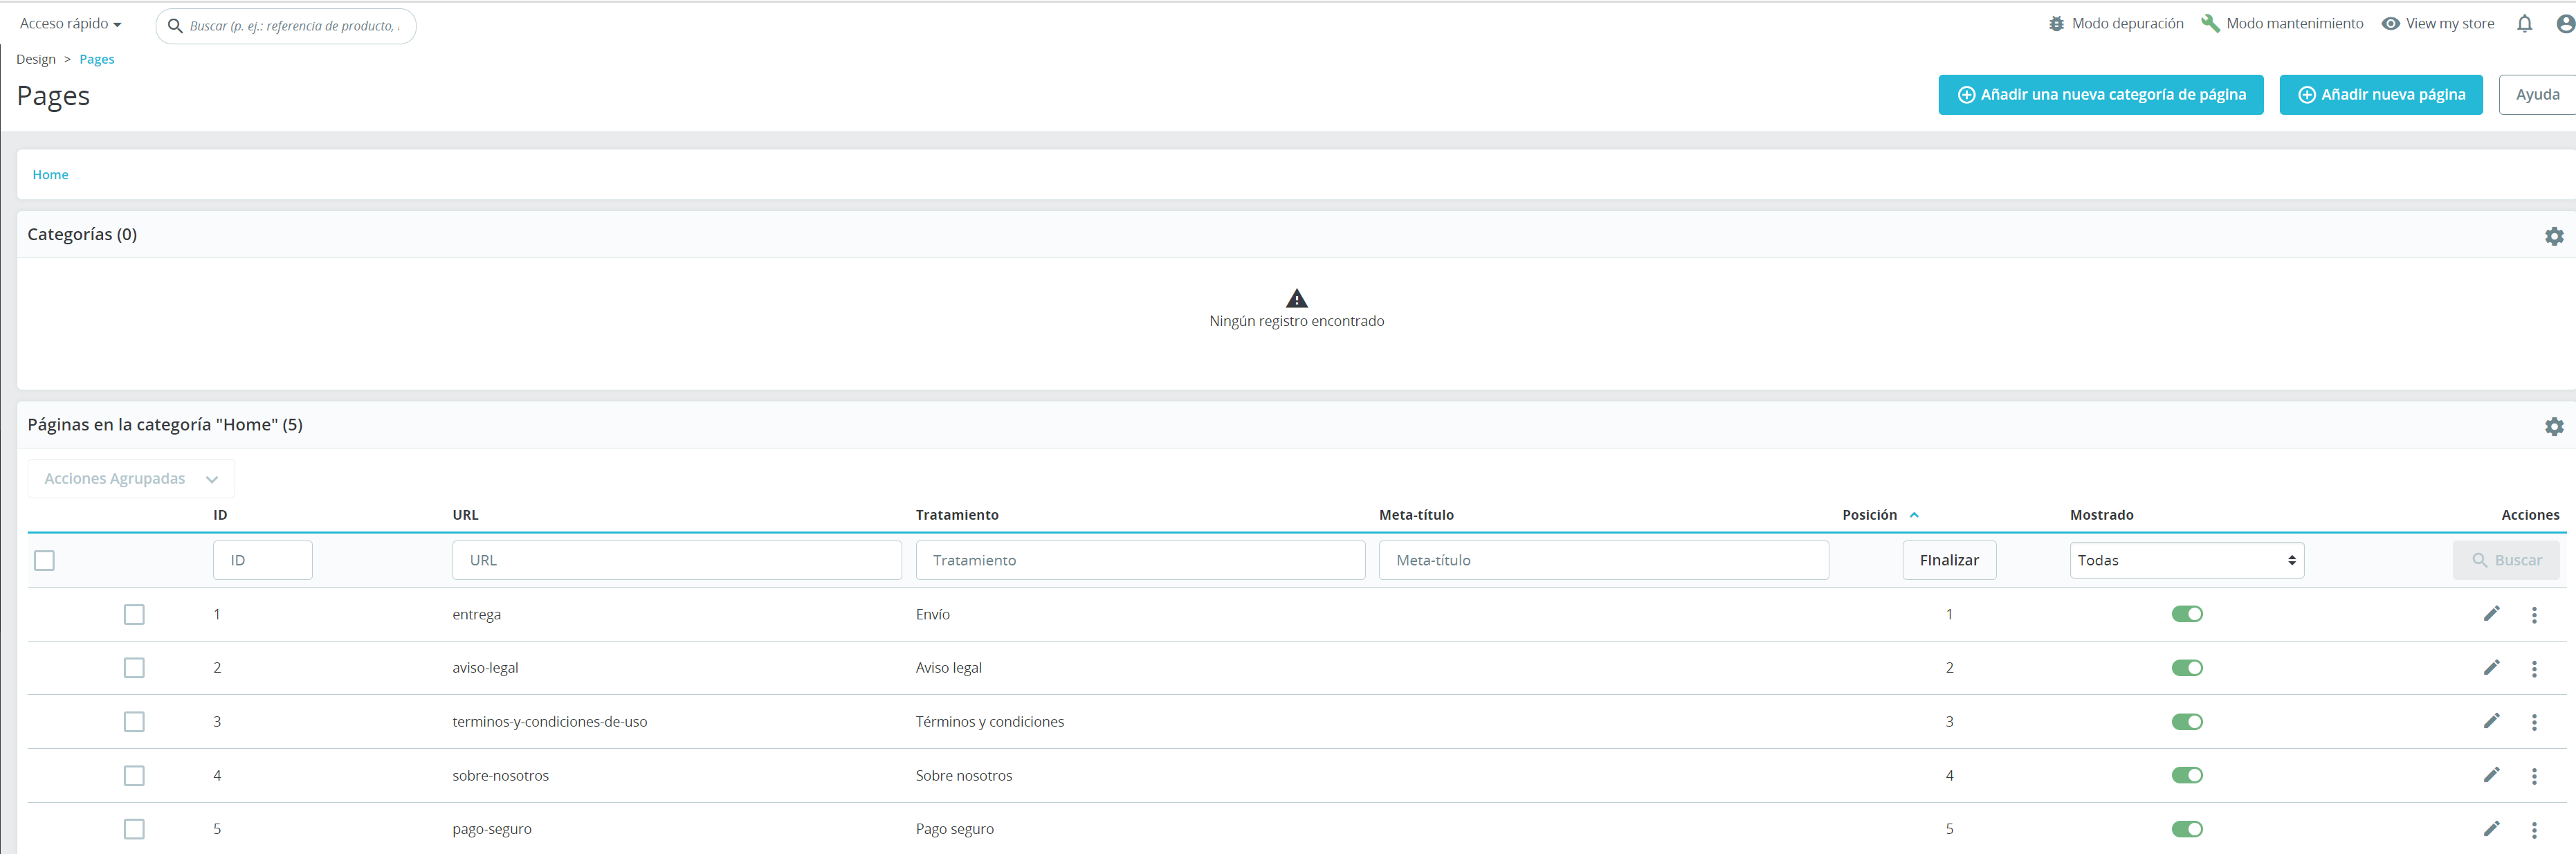 Acceso rápido
Buscar (p. ej.: referencia de producto,
Modo depuración
Modo mantenimiento
View my store
Design > Pages
Pages
Añadir una nueva categoría de página
Añadir nueva página
Ayuda
Home
Categorías (0)
Ningún registro encontrado
Páginas en la categoría "Home" (5)
Acciones Agrupadas
ID URL Tratamiento Meta-título Posición Mostrado Acciones
ID URL Tratamiento Meta-título FInalizar Todas Buscar
1 entrega Envío 1
2 aviso-legal Aviso legal 2
3 terminos-y-condiciones-de-uso Términos y condiciones 3
4 sobre-nosotros Sobre nosotros 4
5 pago-seguro Pago seguro 5